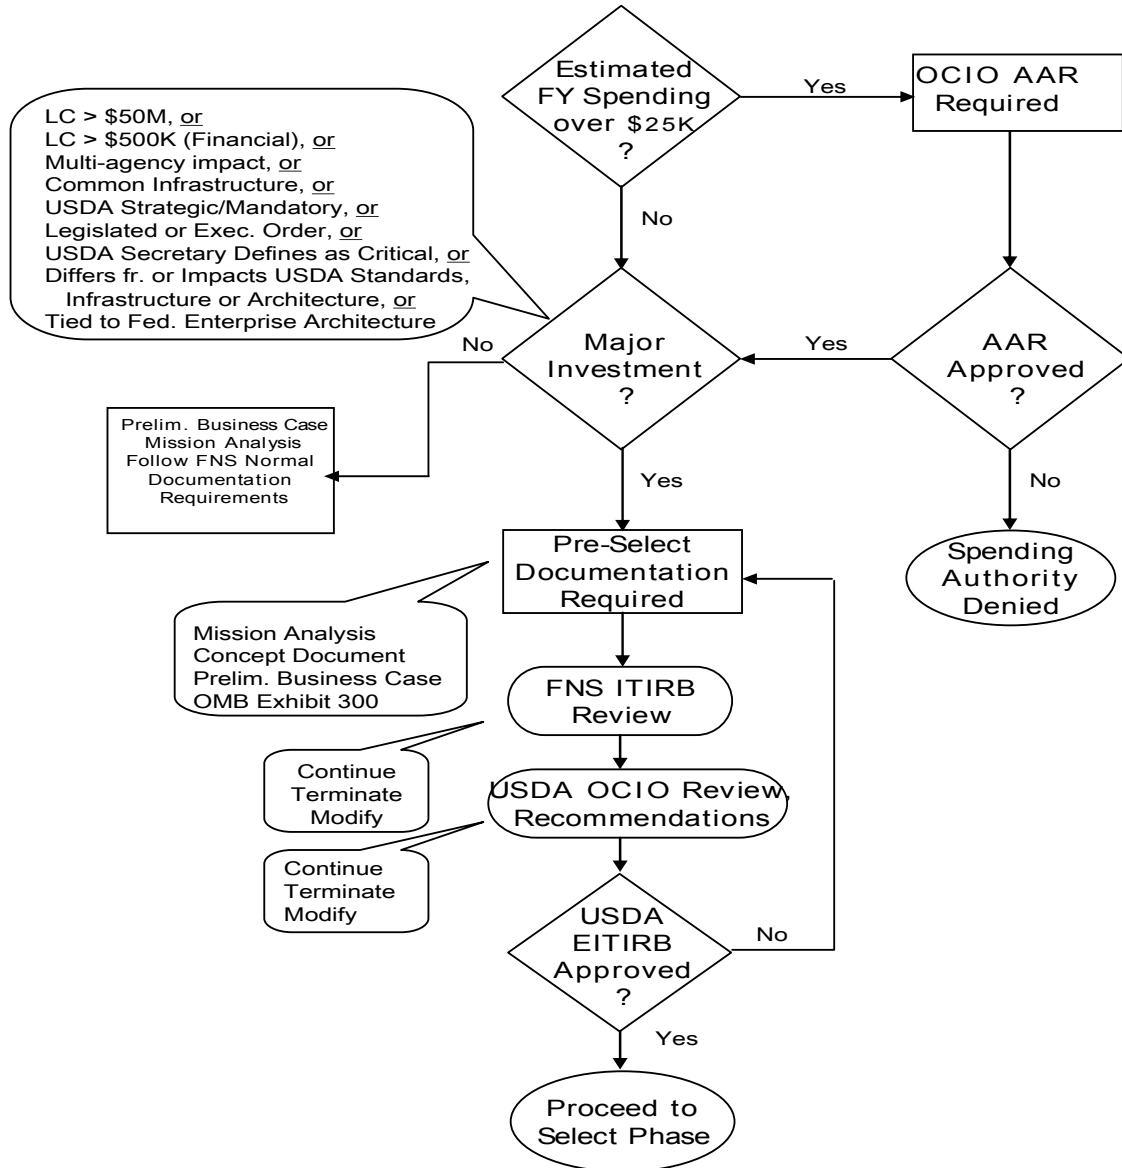 Estimated
FY Spending
over $25K
?
Yes
OCIO AAR
Required
LC > $50M, or
LC > $500K (Financial), or
Multi-agency impact, or
Common Infrastructure, or
USDA Strategic/Mandatory, or
Legislated or Exec. Order, or
USDA Secretary Defines as Critical, or
Differs fr. or Impacts USDA Standards,
Infrastructure or Architecture, or
Tied to Fed. Enterprise Architecture
No
Major
Investment
?
Yes
AAR
Approved
?
No
Prelim. Business Case
Mission Analysis
Follow FNS Normal
Documentation
Requirements
Yes
No
Spending
Authority
Denied
Pre-Select
Documentation
Required
Mission Analysis
Concept Document
Prelim. Business Case
OMB Exhibit 300
FNS ITIRB
Review
Continue
Terminate
Modify
USDA OCIO Review,
Recommendations
Continue
Terminate
Modify
USDA
EITIRB
Approved
?
No
Yes
Proceed to
Select Phase